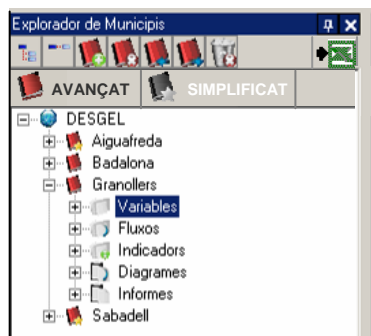 Explorador de Municipis
AVANÇAT SIMPLIFICAT
DESGEL
Aiguafreda
Badalona
Granollers
Variables
Fluxos
Indicadors
Diagrames
Informes
Sabadell